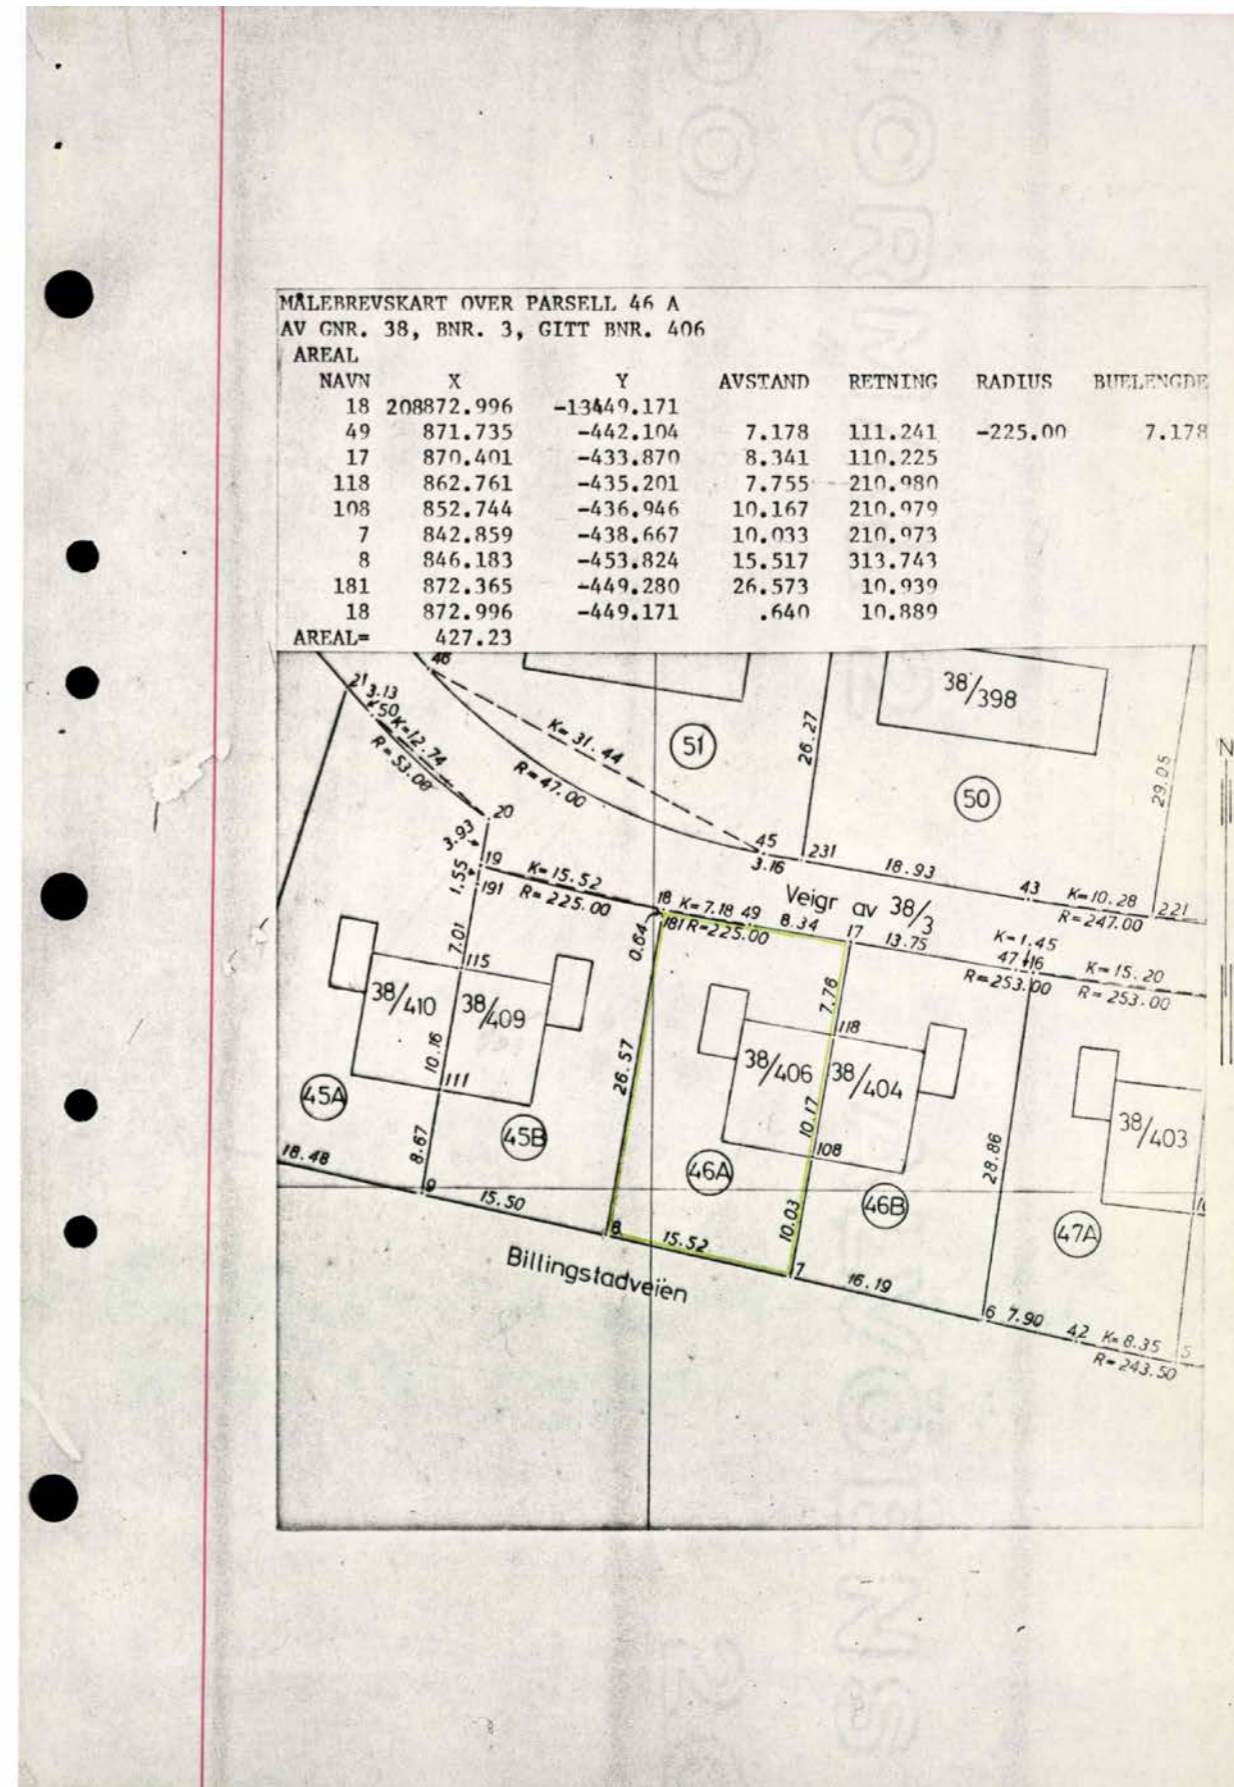 MÅLEBREVSKART OVER PARSELL 46 A
AV GNR. 38, BNR. 3, GITT BNR. 406
AREAL
NAVN X Y AVSTAND RETNING RADIUS BUELENGDE
18 208872.996 -13449.171
49 871.735 -442.104 7.178 111.241 -225.00 7.178
17 870.401 -433.870 8.341 110.225
118 862.761 -435.201 7.755 210.980
108 852.744 -436.946 10.167 210.979
7 842.859 -438.667 10.033 210.973
8 846.183 -453.824 15.517 313.743
181 872.365 -449.280 26.573 10.939
18 872.996 -449.171 .640 10.889
AREAL= 427.23
46
21
3.13
50
K=12.74
R=53.00
K=31.44
R=47.00
51
26.27
38/398
50
29.05
N
20
3.93
19
1.55
191
K=15.52
R=225.00
45
3.16
231
18.93
43
K=10.28
R=247.00
221
Veigr av 38/3
18
K=7.18
49
8.34
17
181
R=225.00
0.64
13.75
K=1.45
47
16
R=253.00
K=15.20
R=253.00
7.01
115
38/410
38/409
10.16
111
45A
45B
8.67
26.57
7.76
118
38/406
38/404
10.17
108
46A
46B
10.03
28.86
38/403
47A
18.48
9
15.50
8
15.52
7
16.19
6
7.90
42
K=8.35
R=243.50
5
Billingstadveien